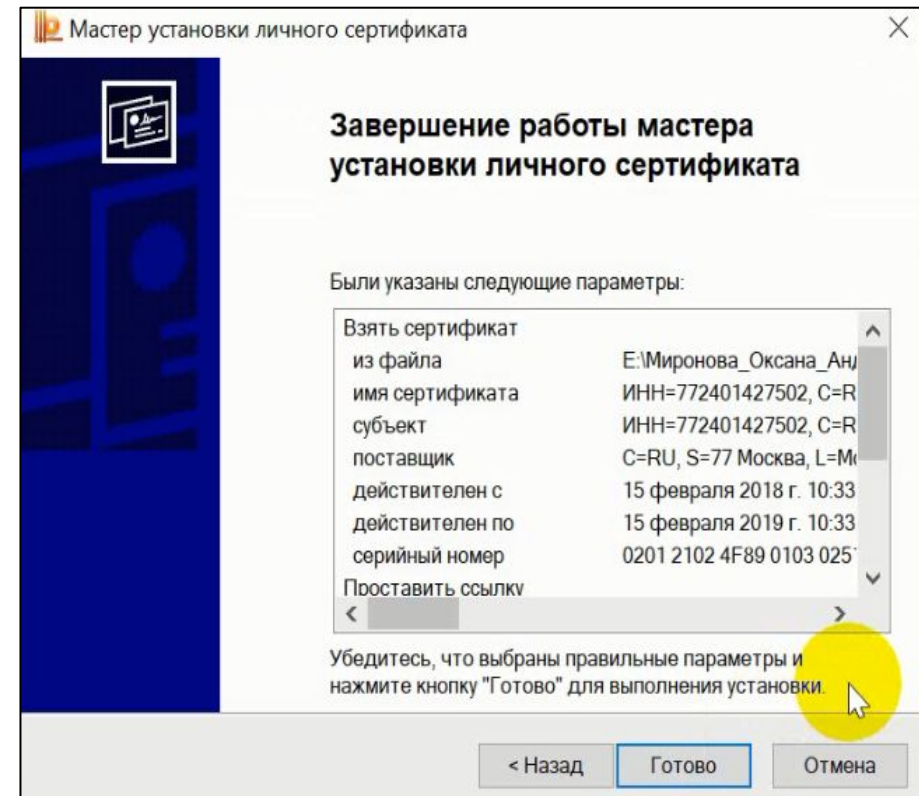 Мастер установки личного сертификата
Завершение работы мастера
установки личного сертификата
Были указаны следующие параметры:
Взять сертификат
из файла E:\Миронова_Оксана_Анд
имя сертификата ИНН=772401427502, C=R
субъект ИНН=772401427502, C=R
поставщик C=RU, S=77 Москва, L=Мо
действителен с 15 февраля 2018 г. 10:33
действителен по 15 февраля 2019 г. 10:33
серийный номер 0201 2102 4F89 0103 025
Проставить ссылку
Убедитесь, что выбраны правильные параметры и
нажмите кнопку "Готово" для выполнения установки.
< Назад Готово Отмена